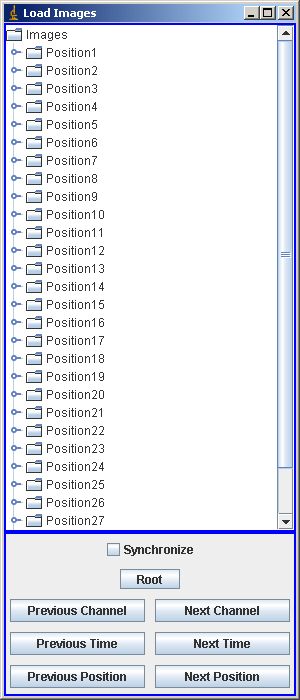 Load Images
Images
Position1
Position2
Position3
Position4
Position5
Position6
Position7
Position8
Position9
Position10
Position11
Position12
Position13
Position14
Position15
Position16
Position17
Position18
Position19
Position20
Position21
Position22
Position23
Position24
Position25
Position26
Position27
Synchronize
Root
Previous Channel Next Channel
Previous Time Next Time
Previous Position Next Position